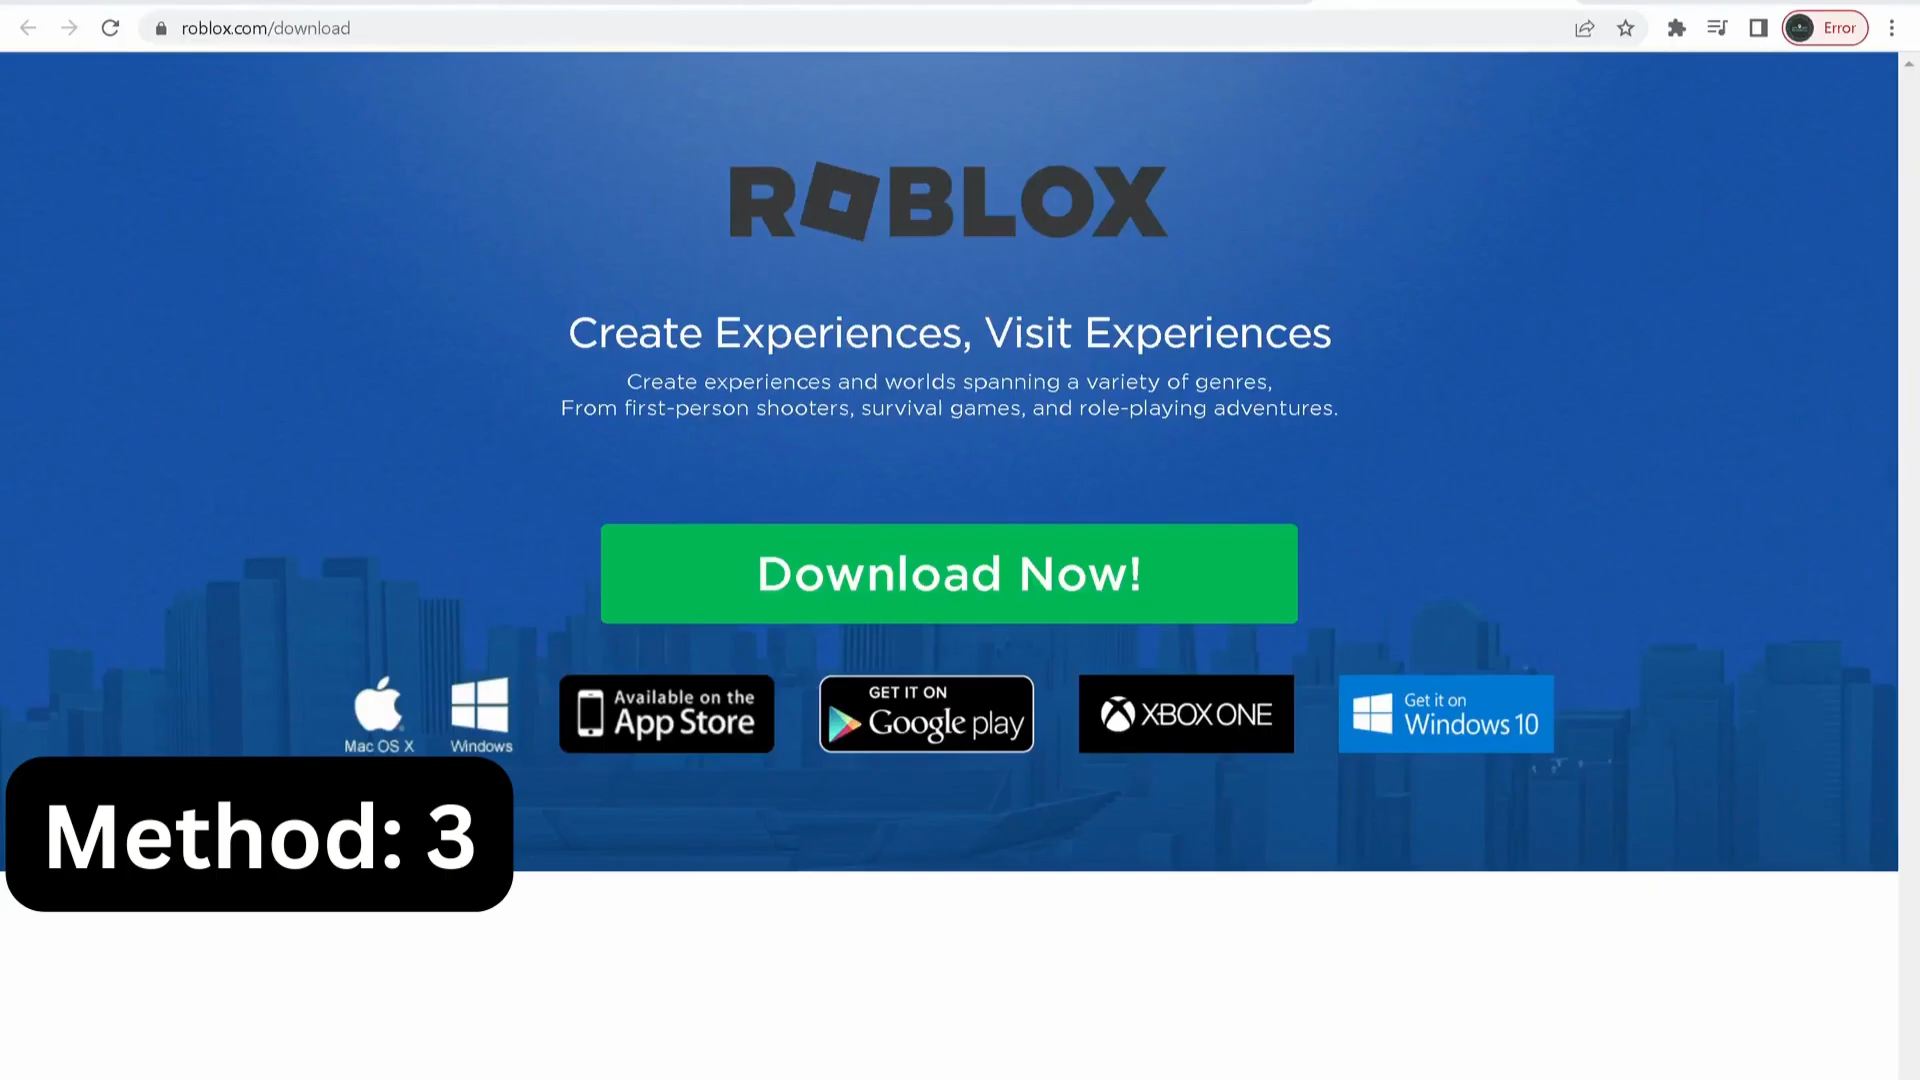 roblox.com/download
Error
ROBLOX
Create Experiences, Visit Experiences
Create experiences and worlds spanning a variety of genres,
From first-person shooters, survival games, and role-playing adventures.
Download Now!
Mac OS X
Windows
Available on the
App Store
GET IT ON
Google play
XBOX ONE
Get it on
Windows 10
Method: 3